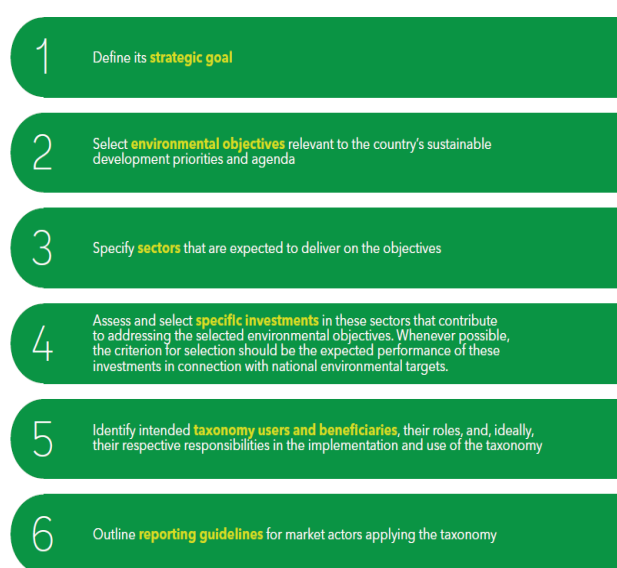 1
Define its strategic goal
2
Select environmental objectives relevant to the country's sustainable
development priorities and agenda
3
Specify sectors that are expected to deliver on the objectives
4
Assess and select specific investments in these sectors that contribute
to addressing the selected environmental objectives. Whenever possible,
the criterion for selection should be the expected performance of these
investments in connection with national environmental targets.
5
Identify intended taxonomy users and beneficiaries, their roles, and, ideally,
their respective responsibilities in the implementation and use of the taxonomy
6
Outline reporting guidelines for market actors applying the taxonomy